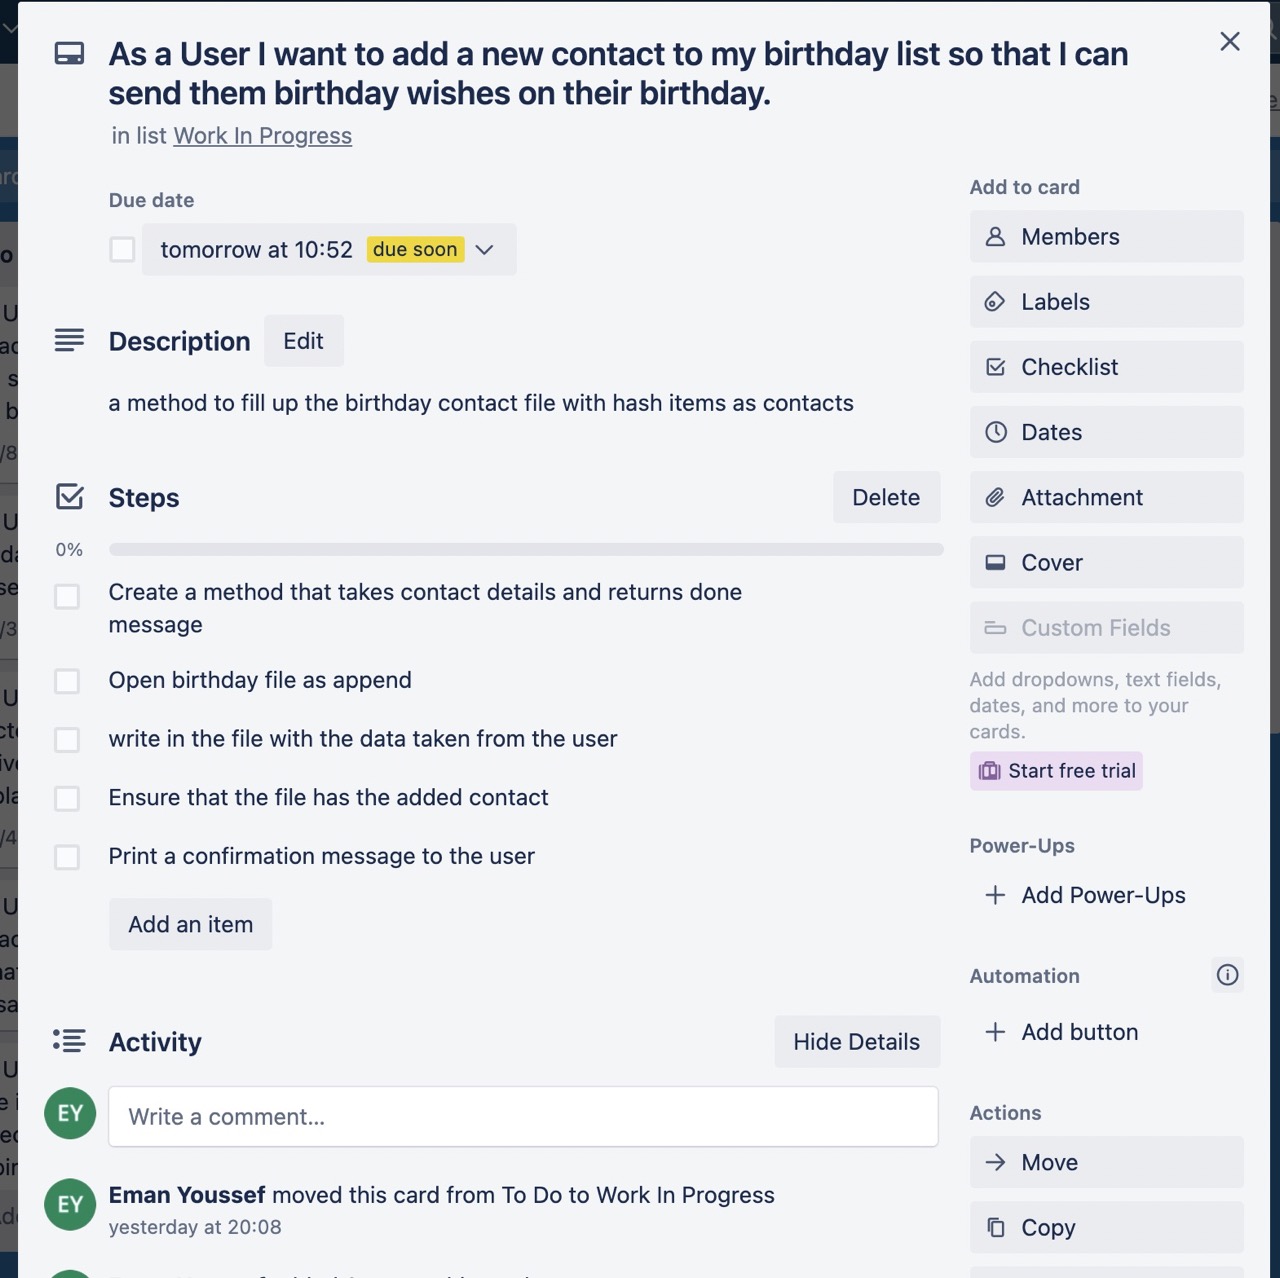 As a User I want to add a new contact to my birthday list so that I can
send them birthday wishes on their birthday.
in list Work In Progress
Due date
tomorrow at 10:52 due soon
Description Edit
a method to fill up the birthday contact file with hash items as contacts
Steps Delete
0%
Create a method that takes contact details and returns done
message
Open birthday file as append
write in the file with the data taken from the user
Ensure that the file has the added contact
Print a confirmation message to the user
Add an item
Activity Hide Details
EY Write a comment...
EY Eman Youssef moved this card from To Do to Work In Progress
yesterday at 20:08
Add to card
Members
Labels
Checklist
Dates
Attachment
Cover
Custom Fields
Add dropdowns, text fields,
dates, and more to your
cards.
Start free trial
Power-Ups
+ Add Power-Ups
Automation
+ Add button
Actions
Move
Copy